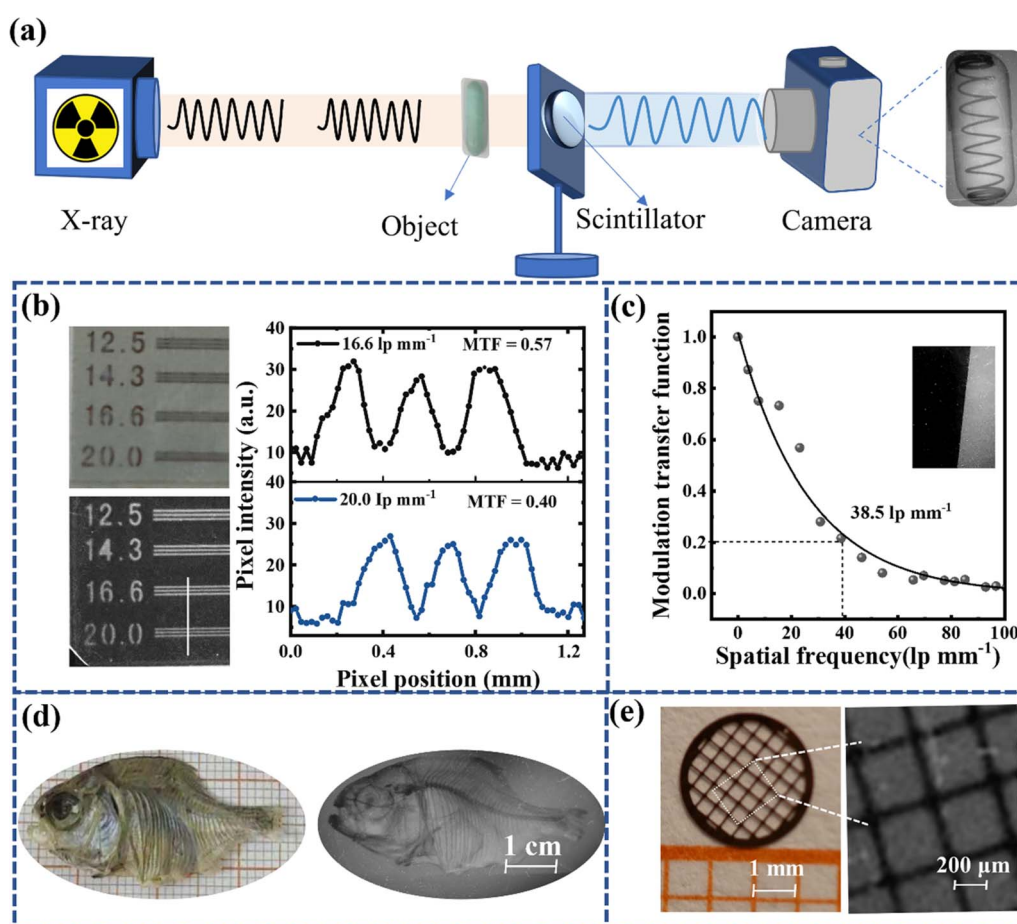 (a)
X-ray
Object
Scintillator
Camera
(b)
12.5
14.3
16.6
20.0
12.5
14.3
16.6
20.0
Pixel intensity (a.u.)
40
30
20
10
40
30
20
10
16.6 lp mm-1 MTF = 0.57
20.0 Ip mm-1 MTF = 0.40
0.0 0.4 0.8 1.2
Pixel position (mm)
(c)
Modulation transfer function
1.0
0.8
0.6
0.4
0.2
0.0
38.5 lp mm-1
0 20 40 60 80 100
Spatial frequency(lp mm-1)
(d)
1 cm
(e)
1 mm
200 μm